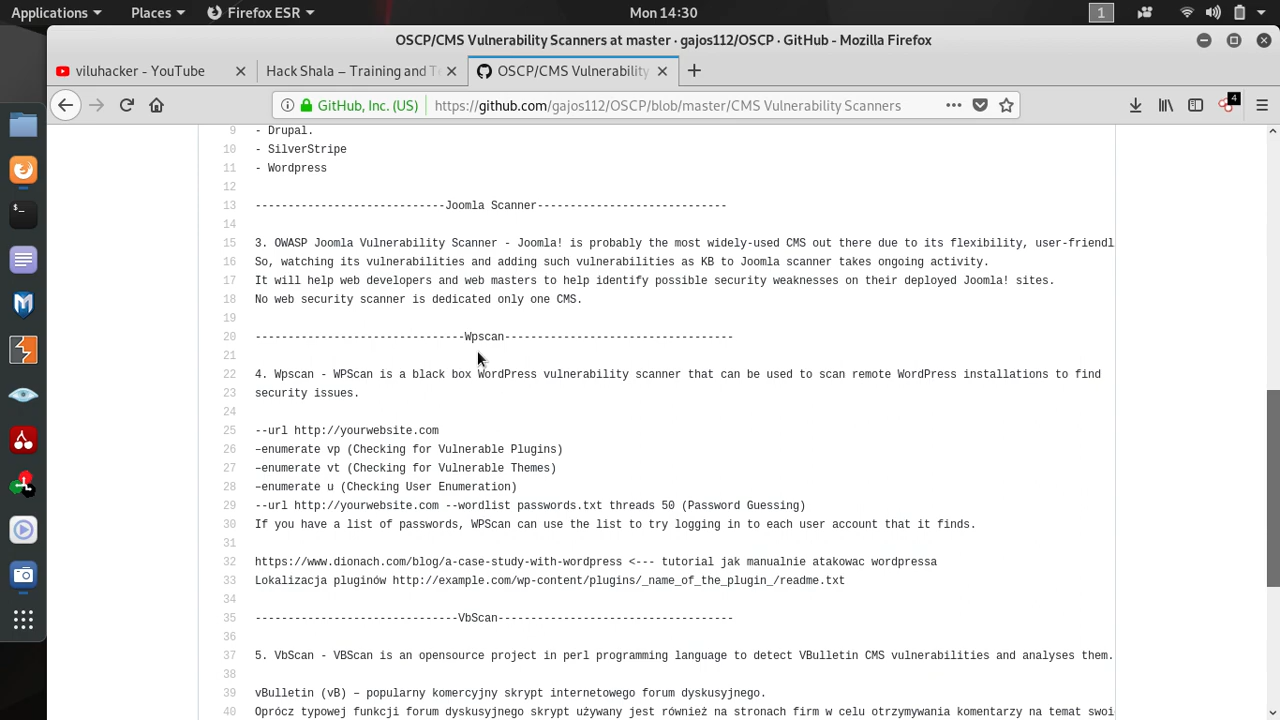 Applications Places Firefox ESR Mon 14:30 1
OSCP/CMS Vulnerability Scanners at master · gajos112/OSCP · GitHub - Mozilla Firefox
viluhacker - YouTube Hack Shala – Training and OSCP/CMS Vulnerability
GitHub, Inc. (US) https://github.com/gajos112/OSCP/blob/master/CMS Vulnerability Scanners 4
9 - Drupal.
10 - SilverStripe
11 - Wordpress
12
13 -----------------------------Joomla Scanner-----------------------------
14
15 3. OWASP Joomla Vulnerability Scanner - Joomla! is probably the most widely-used CMS out there due to its flexibility, user-friendl
16 So, watching its vulnerabilities and adding such vulnerabilities as KB to Joomla scanner takes ongoing activity.
17 It will help web developers and web masters to help identify possible security weaknesses on their deployed Joomla! sites.
18 No web security scanner is dedicated only one CMS.
19
20 --------------------------------Wpscan-----------------------------------
21
22 4. Wpscan - WPScan is a black box WordPress vulnerability scanner that can be used to scan remote WordPress installations to find
23 security issues.
24
25 --url http://yourwebsite.com
26 –enumerate vp (Checking for Vulnerable Plugins)
27 –enumerate vt (Checking for Vulnerable Themes)
28 –enumerate u (Checking User Enumeration)
29 --url http://yourwebsite.com --wordlist passwords.txt threads 50 (Password Guessing)
30 If you have a list of passwords, WPScan can use the list to try logging in to each user account that it finds.
31
32 https://www.dionach.com/blog/a-case-study-with-wordpress <--- tutorial jak manualnie atakowac wordpressa
33 Lokalizacja pluginów http://example.com/wp-content/plugins/_name_of_the_plugin_/readme.txt
34
35 -------------------------------VbScan------------------------------------
36
37 5. VbScan - VBScan is an opensource project in perl programming language to detect VBulletin CMS vulnerabilities and analyses them.
38
39 vBulletin (vB) – popularny komercyjny skrypt internetowego forum dyskusyjnego.
40 Oprócz typowej funkcji forum dyskusyjnego skrypt używany jest również na stronach firm w celu otrzymywania komentarzy na temat swoi